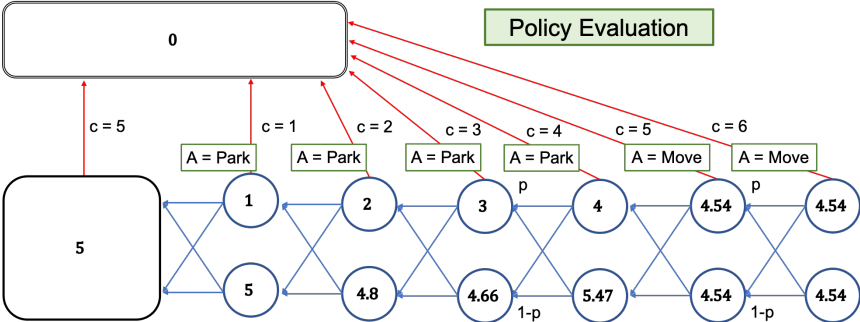 Policy Evaluation
0
c = 5
c = 1
c = 2
c = 3
c = 4
c = 5
c = 6
A = Park
A = Park
A = Park
A = Park
A = Move
A = Move
p
p
5
1
2
3
4
4.54
4.54
5
4.8
4.66
5.47
4.54
4.54
1-p
1-p